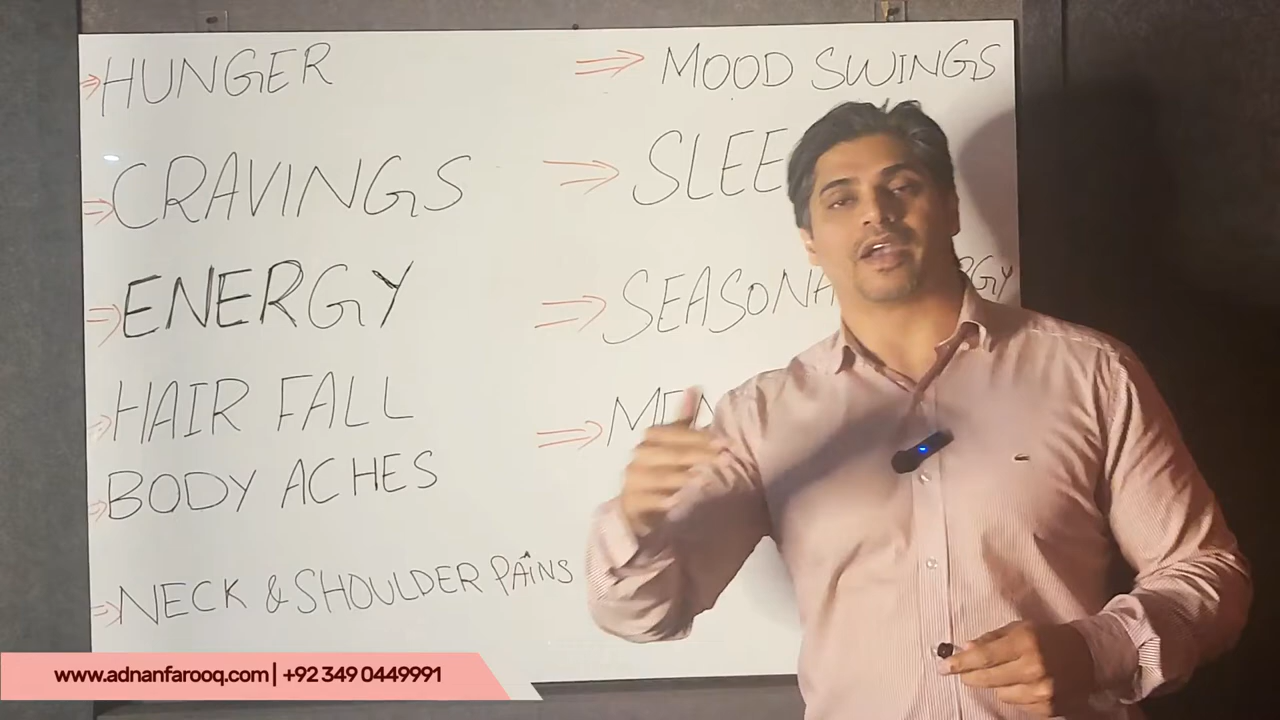 HUNGER
CRAVINGS
ENERGY
HAIR FALL
BODY ACHES
NECK & SHOULDER PAINS
MOOD SWINGS
www.adnanfarooq.com | +92 349 0449991